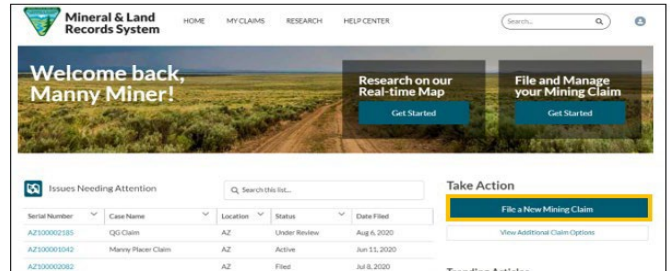 Mineral & Land
Records System
HOME MY CLAIMS RESEARCH HELP CENTER
Search...
Welcome back,
Manny Miner!
Research on our
Real-time Map
Get Started
File and Manage
your Mining Claim
Get Started
Issues Needing Attention
Search this list...
Serial Number Case Name Location Status Date Filed
AZ100002185 QG Claim AZ Under Review Aug 6, 2020
AZ100001042 Manny Placer Claim AZ Active Jun 11, 2020
AZ100002082 AZ Filed Jul 8, 2020
Take Action
File a New Mining Claim
View Additional Claim Options
Trending Articles